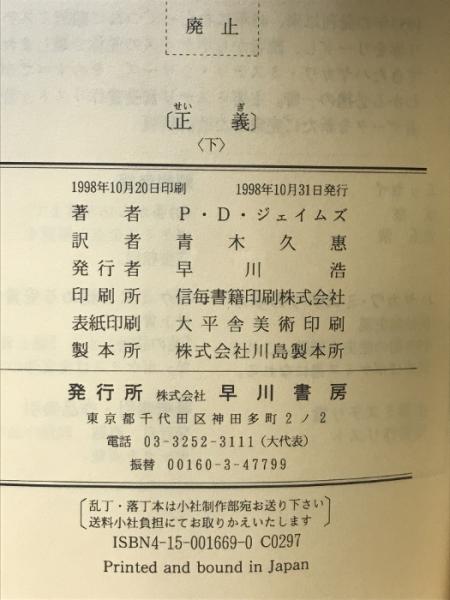 廃止
せい ぎ
〔正義〕
〈下〉
1998年10月20日印刷 1998年10月31日発行
著者 P・D・ジェイムズ
訳者 青木久惠
発行者 早川浩
印刷所 信毎書籍印刷株式会社
表紙印刷 大平舎美術印刷
製本所 株式会社川島製本所
発行所 株式会社 早川書房
東京都千代田区神田多町2ノ2
電話 03-3252-3111(大代表)
振替 00160-3-47799
乱丁・落丁本は小社制作部宛お送り下さい
送料小社負担にてお取りかえいたします
ISBN4-15-001669-0 C0297
Printed and bound in Japan